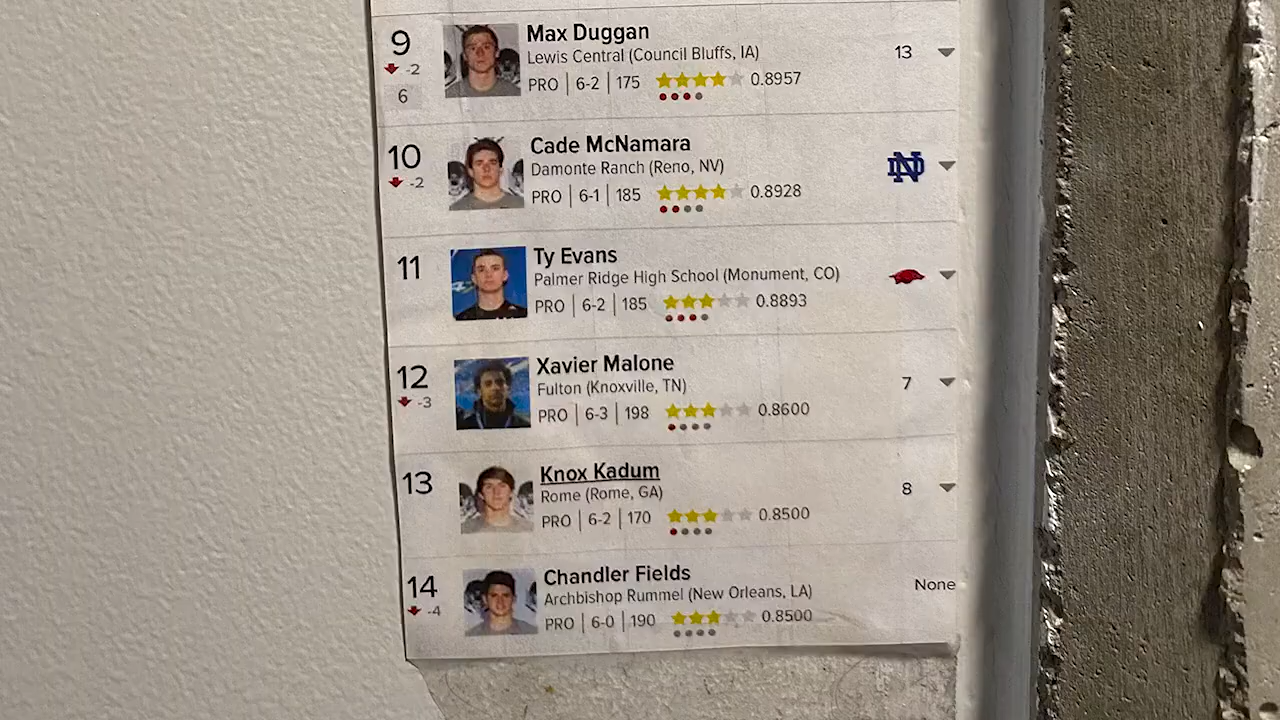 9
Max Duggan
-2
Lewis Central (Council Bluffs, IA)
13
6
PRO | 6-2 | 175 0.8957
10
Cade McNamara
-2
Damonte Ranch (Reno, NV)
ND
PRO | 6-1 | 185 0.8928
11
Ty Evans
Palmer Ridge High School (Monument, CO)
PRO | 6-2 | 185 0.8893
12
Xavier Malone
-3
Fulton (Knoxville, TN)
7
PRO | 6-3 | 198 0.8600
13
Knox Kadum
Rome (Rome, GA)
8
PRO | 6-2 | 170 0.8500
14
Chandler Fields
-4
Archbishop Rummel (New Orleans, LA)
None
PRO | 6-0 | 190 0.8500